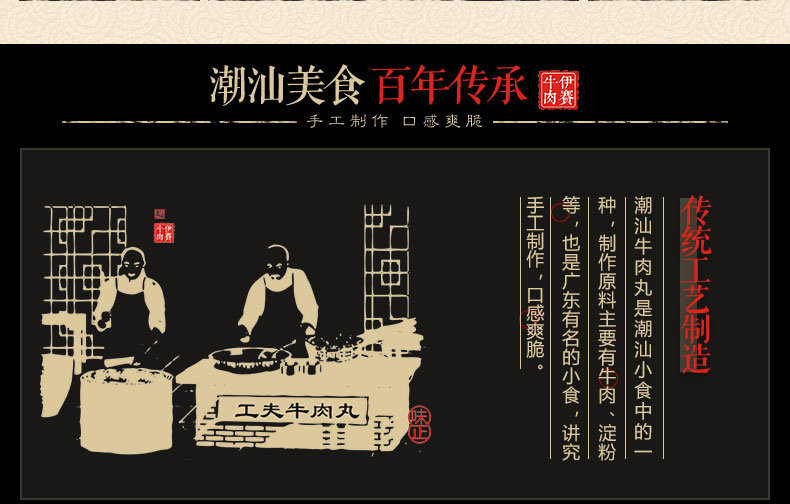 潮汕美食 百年传承
伊賽
牛肉
手工制作 口感爽脆
传统工艺制造
潮汕牛肉丸是潮汕小食中的一
种，制作原料主要有牛肉、淀粉
等，也是广东有名的小食，讲究
手工制作，口感爽脆。
伊賽
牛肉
工夫牛肉丸
味正